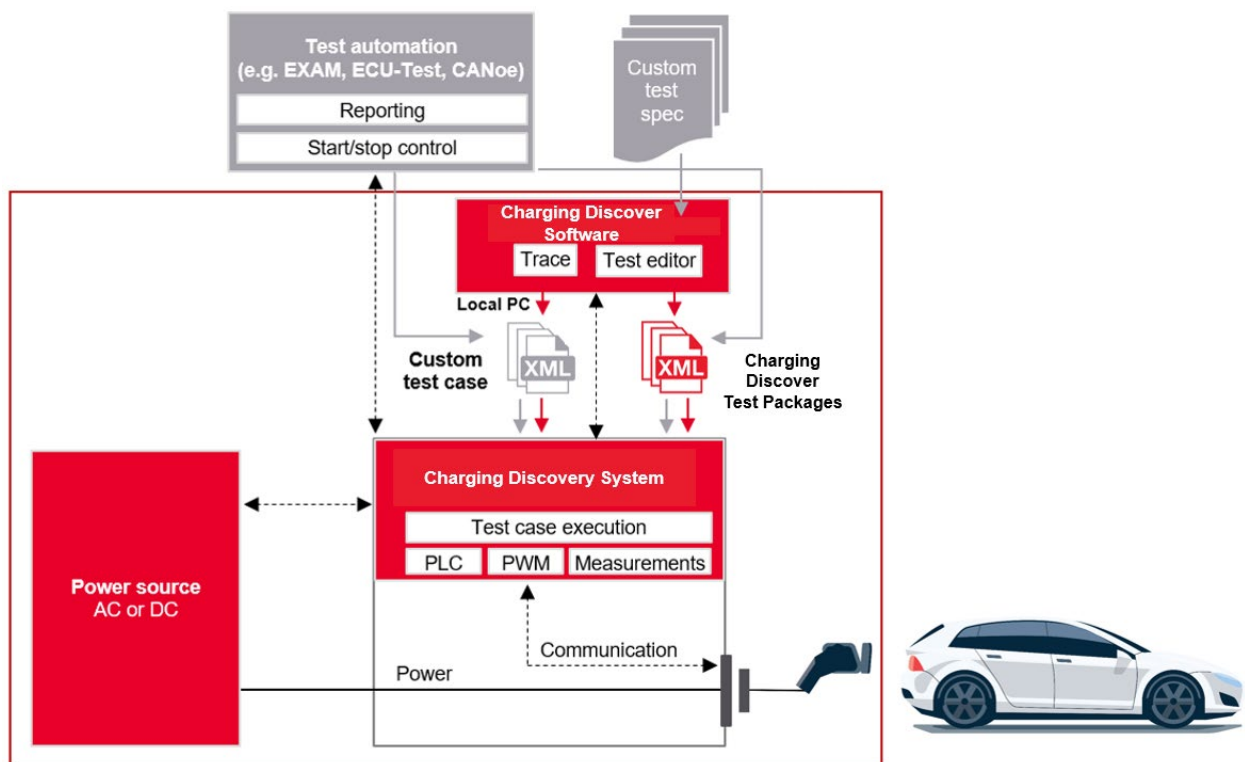 Test automation
(e.g. EXAM, ECU-Test, CANoe)
Reporting
Start/stop control
Custom
test
spec
Charging Discover
Software
Trace
Test editor
Local PC
Custom
test case
XML
XML
Charging
Discover
Test Packages
Charging Discovery System
Test case execution
PLC
PWM
Measurements
Power source
AC or DC
Communication
Power